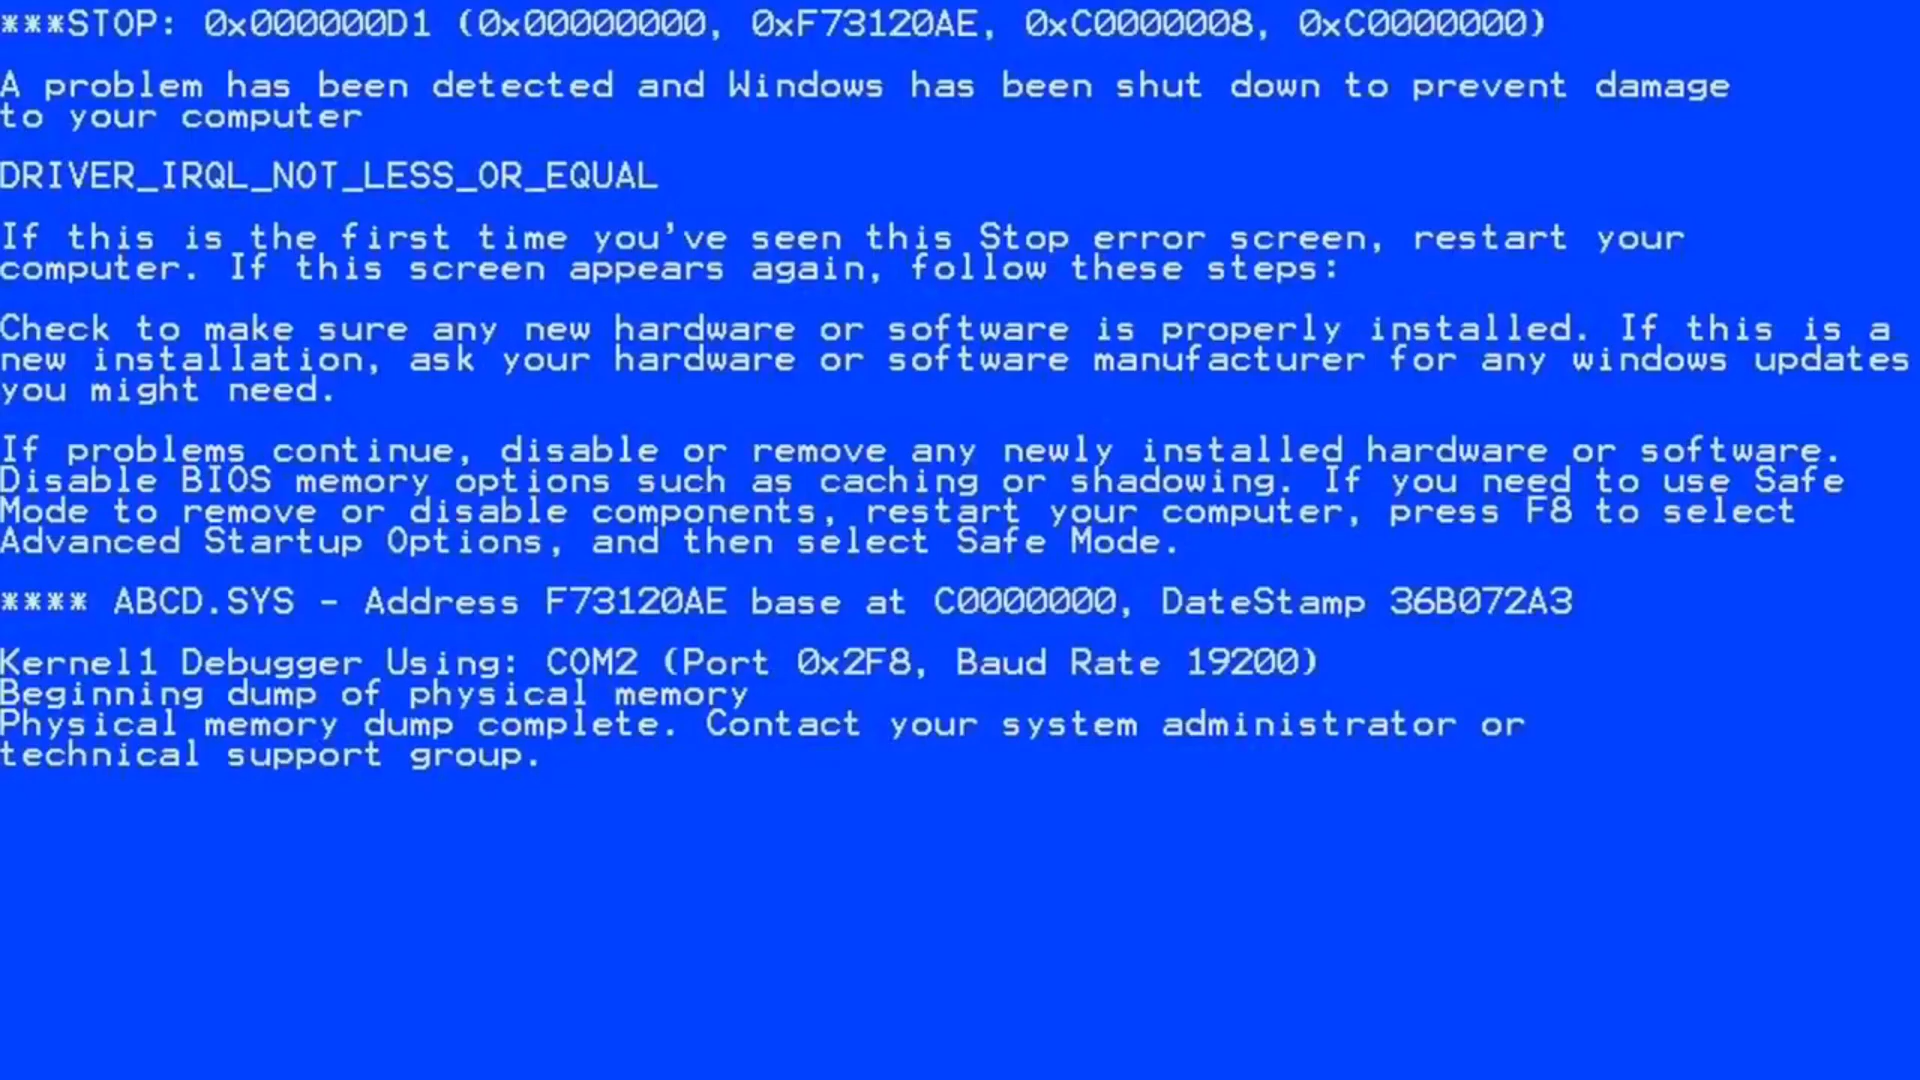 ***STOP: 0x000000D1 (0x00000000, 0xF73120AE, 0xC0000008, 0xC0000000)
A problem has been detected and Windows has been shut down to prevent damage
to your computer
DRIVER_IRQL_NOT_LESS_OR_EQUAL
If this is the first time you've seen this Stop error screen, restart your
computer. If this screen appears again, follow these steps:
Check to make sure any new hardware or software is properly installed. If this is a
new installation, ask your hardware or software manufacturer for any windows updates
you might need.
If problems continue, disable or remove any newly installed hardware or software.
Disable BIOS memory options such as caching or shadowing. If you need to use Safe
Mode to remove or disable components, restart your computer, press F8 to select
Advanced Startup Options, and then select Safe Mode.
**** ABCD.SYS - Address F73120AE base at C0000000, DateStamp 36B072A3
Kernel1 Debugger Using: COM2 (Port 0x2F8, Baud Rate 19200)
Beginning dump of physical memory
Physical memory dump complete. Contact your system administrator or
technical support group.